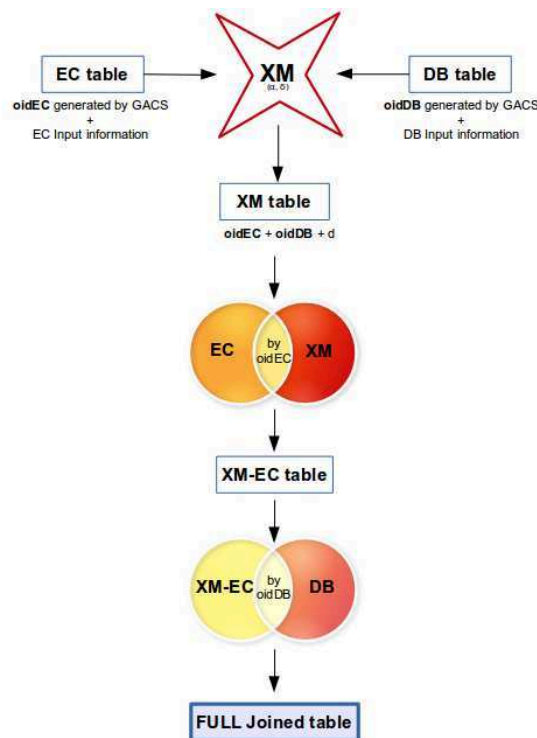 EC table
XM
(α, δ)
DB table
oidEC generated by GACS
+
EC Input information
oidDB generated by GACS
+
DB Input information
XM table
oidEC + oidDB + d
EC
by
oidEC
XM
XM-EC table
XM-EC
by
oidDB
DB
FULL Joined table